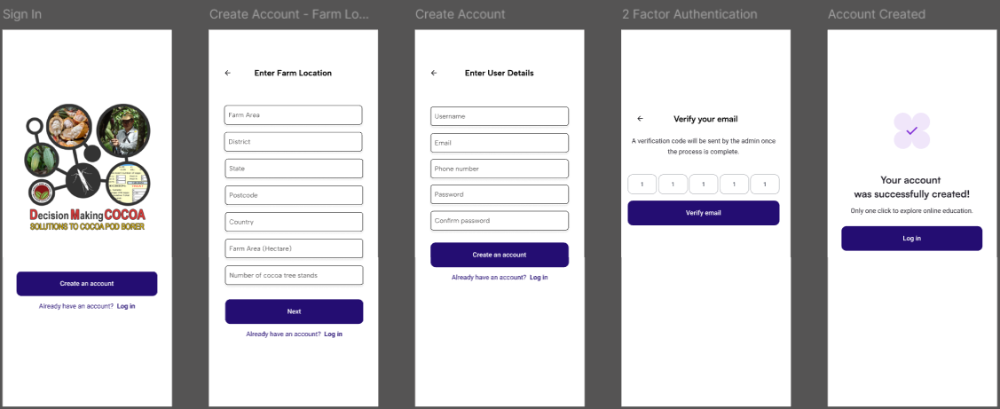 Sign In
Decision Making COCOA
SOLUTIONS TO COCOA POD BORER
Create an account
Already have an account? Log in
Create Account - Farm Lo...
Enter Farm Location
Farm Area
District
State
Postcode
Country
Farm Area (Hectare)
Number of cocoa tree stands
Next
Already have an account? Log in
Create Account
Enter User Details
Username
Email
Phone number
Password
Confirm password
Create an account
Already have an account? Log in
2 Factor Authentication
Verify your email
A verification code will be sent by the admin once
the process is complete.
1 1 1 1 1
Verify email
Account Created
Your account
was successfully created!
Only one click to explore online education.
Log in